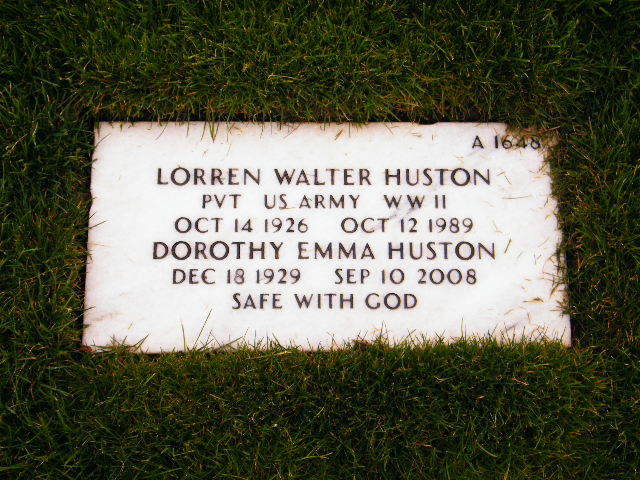 A 1648
LORREN WALTER HUSTON
PVT US ARMY WW II
OCT 14 1926 OCT 12 1989
DOROTHY EMMA HUSTON
DEC 18 1929 SEP 10 2008
SAFE WITH GOD